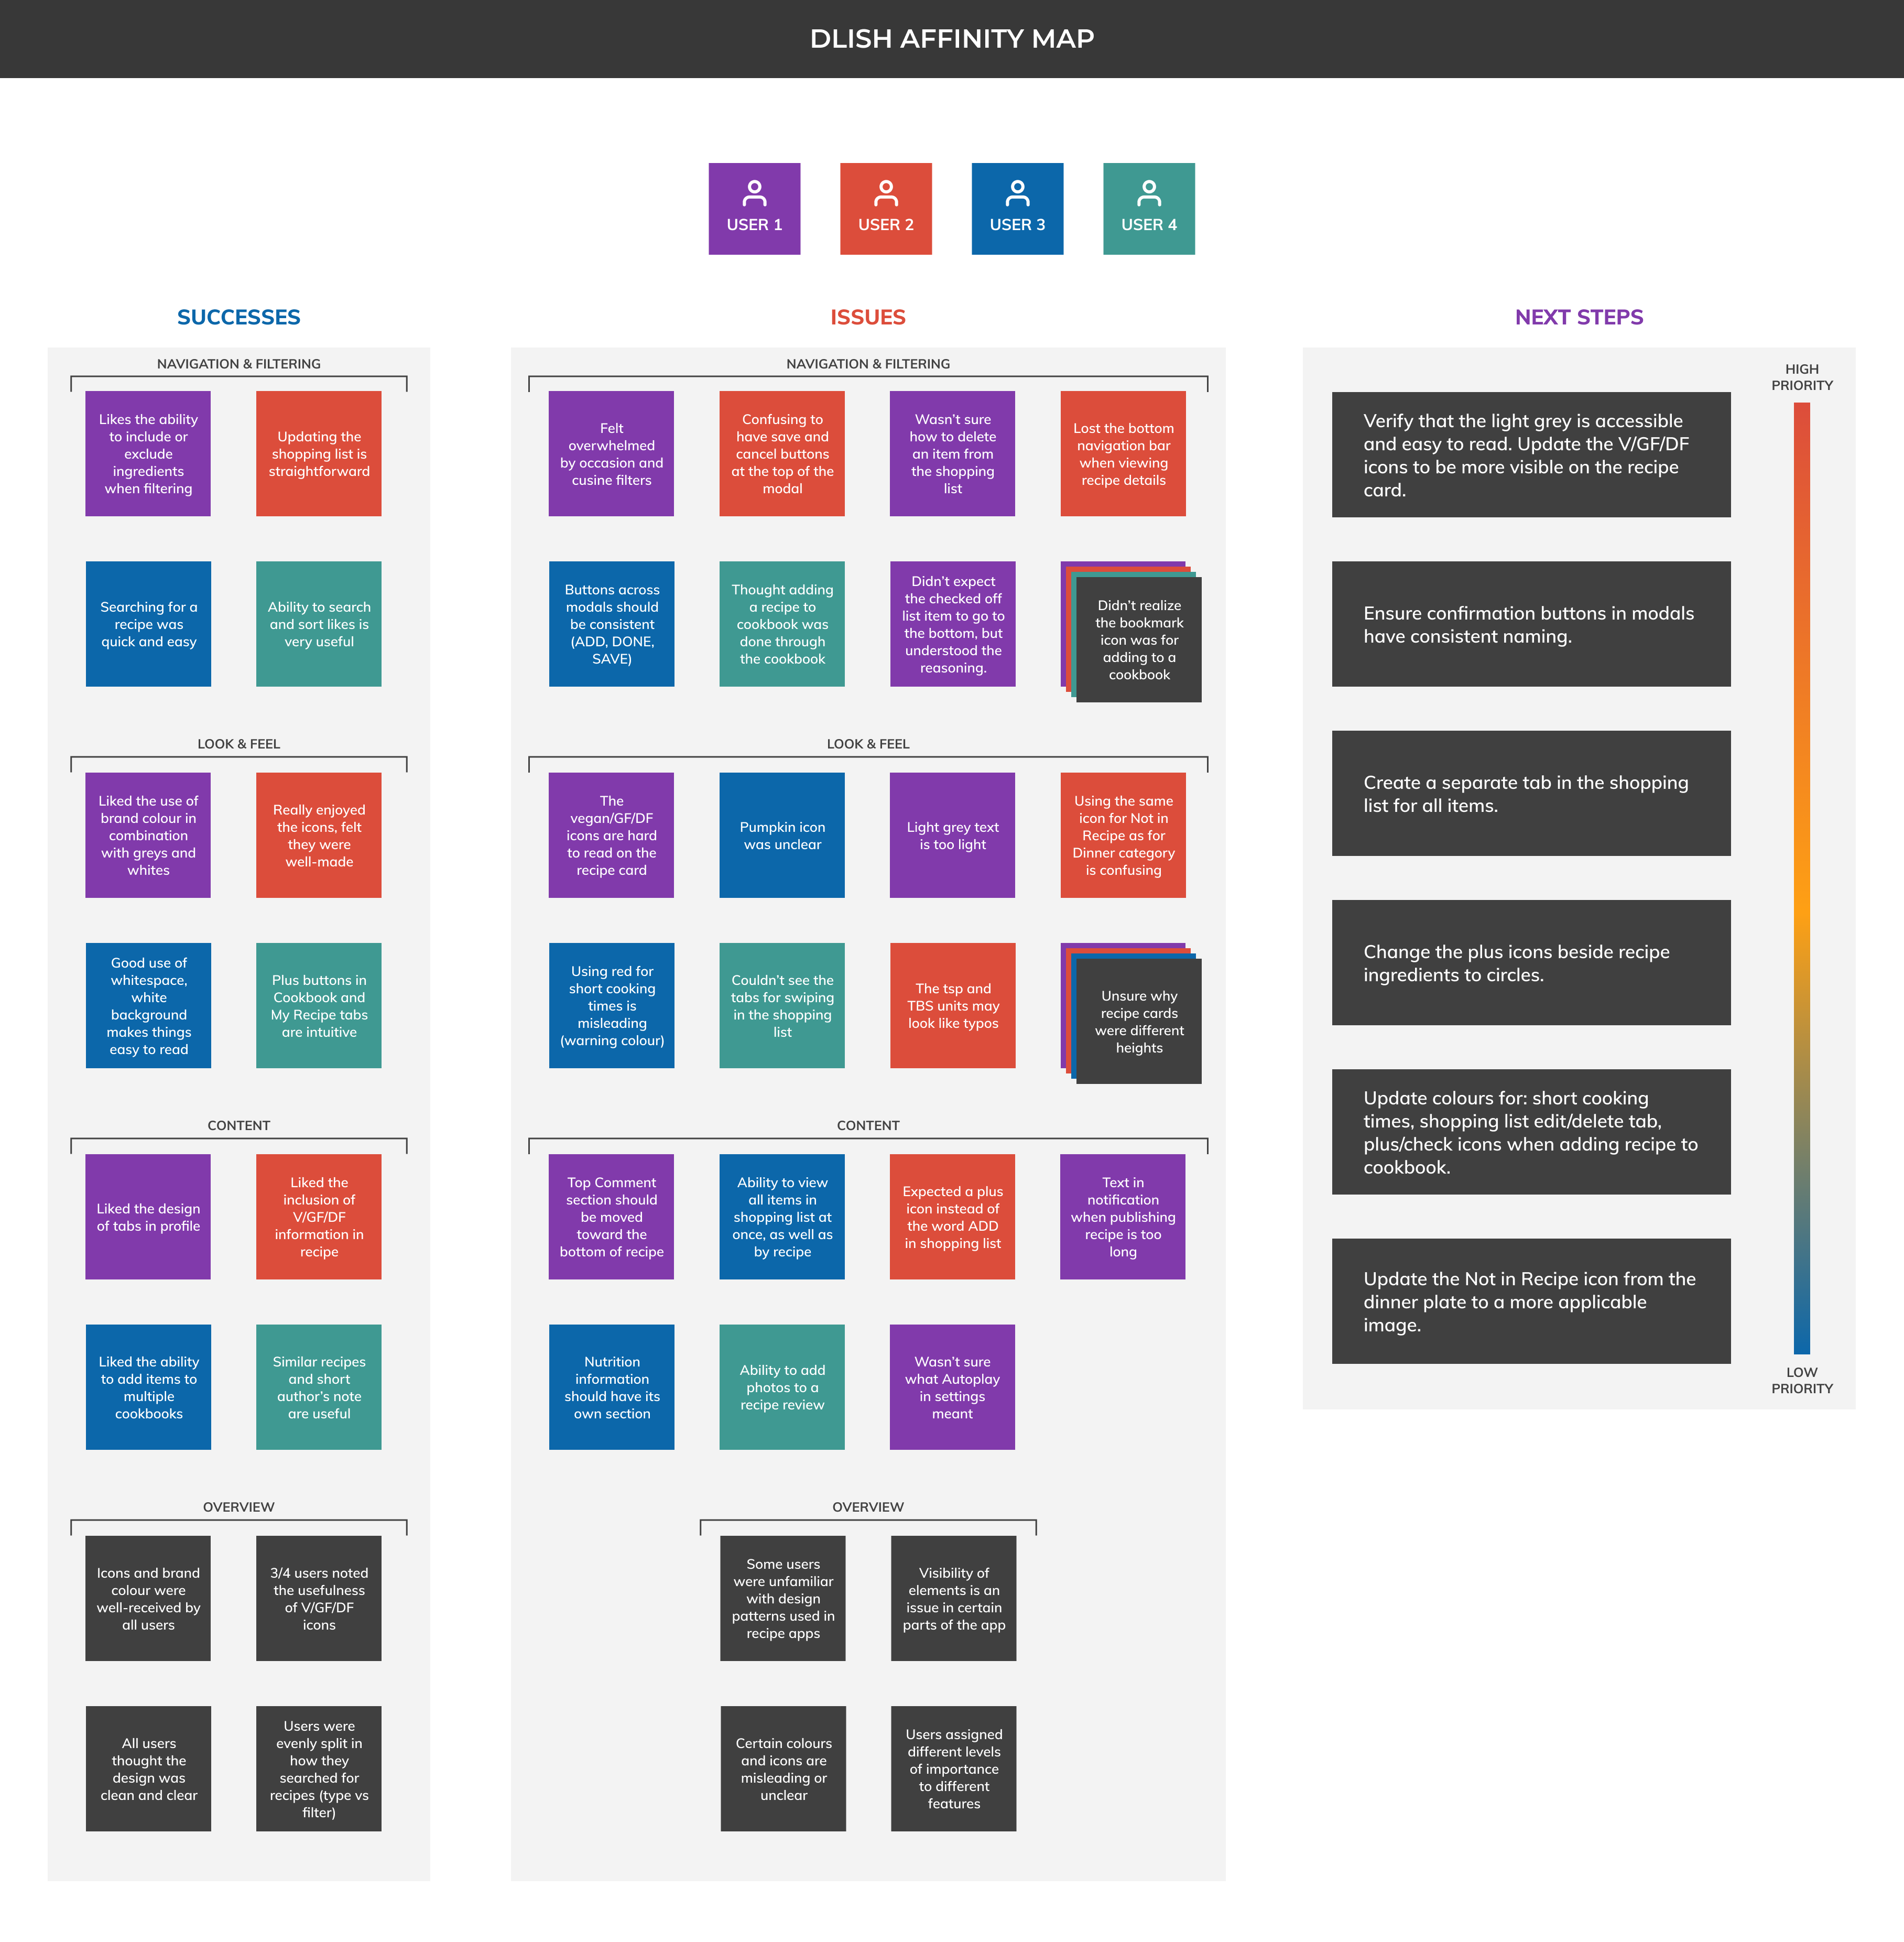 DLISH AFFINITY MAP
USER 1
USER 2
USER 3
USER 4
SUCCESSES
NAVIGATION & FILTERING
Likes the ability
to include or
exclude
ingredients
when filtering
Updating the
shopping list is
straightforward
Searching for a
recipe was
quick and easy
Ability to search
and sort likes is
very useful
LOOK & FEEL
Liked the use of
brand colour in
combination
with greys and
whites
Really enjoyed
the icons, felt
they were
well-made
Good use of
whitespace,
white
background
makes things
easy to read
Plus buttons in
Cookbook and
My Recipe tabs
are intuitive
CONTENT
Liked the design
of tabs in profile
Liked the
inclusion of
V/GF/DF
information in
recipe
Liked the ability
to add items to
multiple
cookbooks
Similar recipes
and short
author's note
are useful
OVERVIEW
Icons and brand
colour were
well-received by
all users
3/4 users noted
the usefulness
of V/GF/DF
icons
All users
thought the
design was
clean and clear
Users were
evenly split in
how they
searched for
recipes (type vs
filter)
ISSUES
NAVIGATION & FILTERING
Felt
overwhelmed
by occasion and
cusine filters
Confusing to
have save and
cancel buttons
at the top of the
modal
Wasn't sure
how to delete
an item from
the shopping
list
Lost the bottom
navigation bar
when viewing
recipe details
Buttons across
modals should
be consistent
(ADD, DONE,
SAVE)
Thought adding
a recipe to
cookbook was
done through
the cookbook
Didn't expect
the checked off
list item to go to
the bottom, but
understood the
reasoning.
Didn't realize
the bookmark
icon was for
adding to a
cookbook
LOOK & FEEL
The
vegan/GF/DF
icons are hard
to read on the
recipe card
Pumpkin icon
was unclear
Light grey text
is too light
Using the same
icon for Not in
Recipe as for
Dinner category
is confusing
Using red for
short cooking
times is
misleading
(warning colour)
Couldn't see the
tabs for swiping
in the shopping
list
The tsp and
TBS units may
look like typos
Unsure why
recipe cards
were different
heights
CONTENT
Top Comment
section should
be moved
toward the
bottom of recipe
Ability to view
all items in
shopping list at
once, as well as
by recipe
Expected a plus
icon instead of
the word ADD
in shopping list
Text in
notification
when publishing
recipe is too
long
Nutrition
information
should have its
own section
Ability to add
photos to a
recipe review
Wasn't sure
what Autoplay
in settings
meant
OVERVIEW
Some users
were unfamiliar
with design
patterns used in
recipe apps
Visibility of
elements is an
issue in certain
parts of the app
Certain colours
and icons are
misleading or
unclear
Users assigned
different levels
of importance
to different
features
NEXT STEPS
HIGH
PRIORITY
Verify that the light grey is accessible
and easy to read. Update the V/GF/DF
icons to be more visible on the recipe
card.
Ensure confirmation buttons in modals
have consistent naming.
Create a separate tab in the shopping
list for all items.
Change the plus icons beside recipe
ingredients to circles.
Update colours for: short cooking
times, shopping list edit/delete tab,
plus/check icons when adding recipe to
cookbook.
Update the Not in Recipe icon from the
dinner plate to a more applicable
image.
LOW
PRIORITY